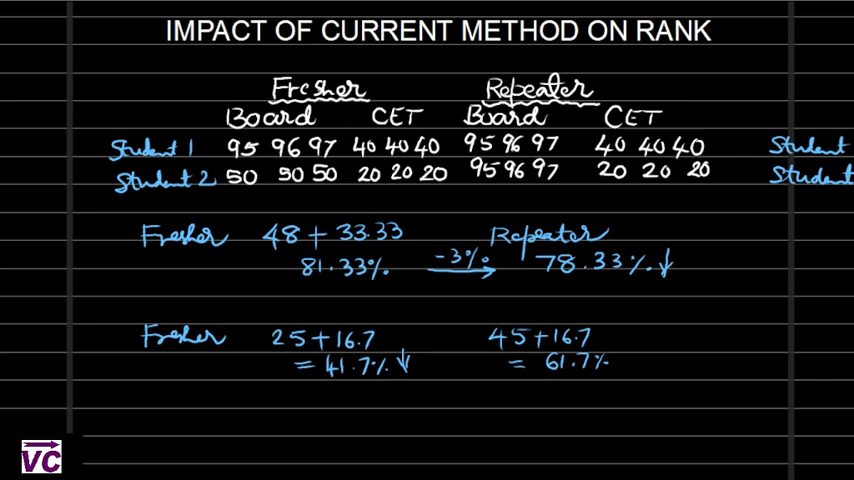 IMPACT OF CURRENT METHOD ON RANK
Fresher Repeater
Board CET Board CET
Student 1 95 96 97 40 40 40 95 96 97 40 40 40 Student
Student 2 50 50 50 20 20 20 95 96 97 20 20 20 Student
Fresher 48 + 33.33 Repeater
81.33% -3% 78.33% ↓
Fresher 25 + 16.7 45 + 16.7
= 41.7% ↓ = 61.7%
VC